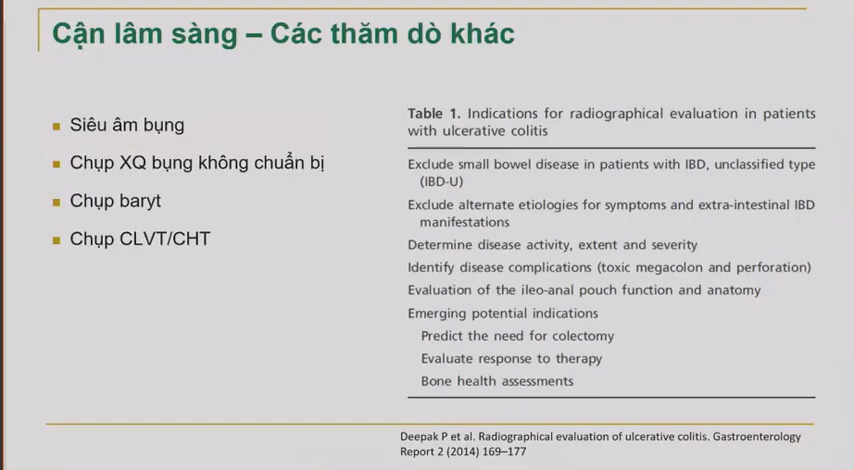 Cận lâm sàng – Các thăm dò khác
Siêu âm bụng
Chụp XQ bụng không chuẩn bị
Chụp baryt
Chụp CLVT/CHT
Table 1. Indications for radiographical evaluation in patients
with ulcerative colitis
Exclude small bowel disease in patients with IBD, unclassified type
(IBD-U)
Exclude alternate etiologies for symptoms and extra-intestinal IBD
manifestations
Determine disease activity, extent and severity
Identify disease complications (toxic megacolon and perforation)
Evaluation of the ileo-anal pouch function and anatomy
Emerging potential indications
Predict the need for colectomy
Evaluate response to therapy
Bone health assessments
Deepak P et al. Radiographical evaluation of ulcerative colitis. Gastroenterology
Report 2 (2014) 169–177